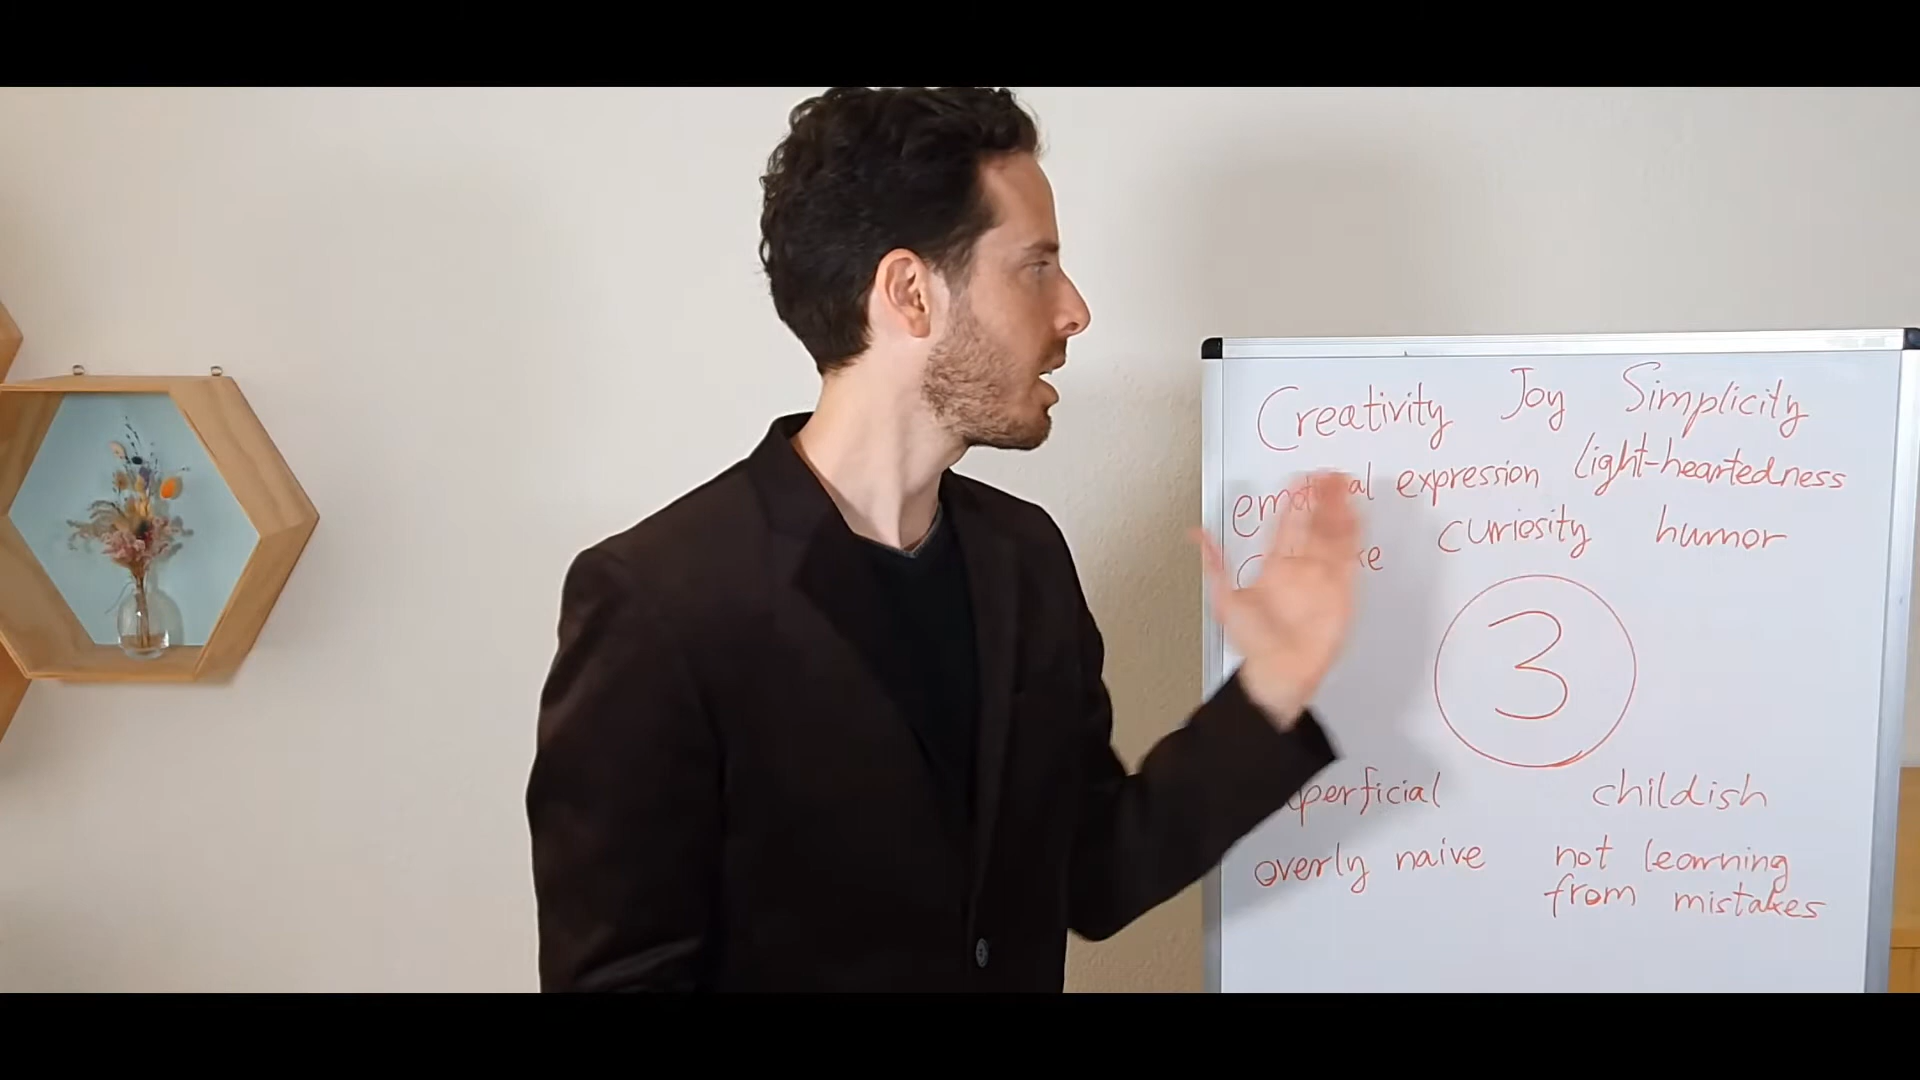 Creativity Joy Simplicity
expression light-heartedness
curiosity humor
3
childish
overly naive not learning
from mistakes